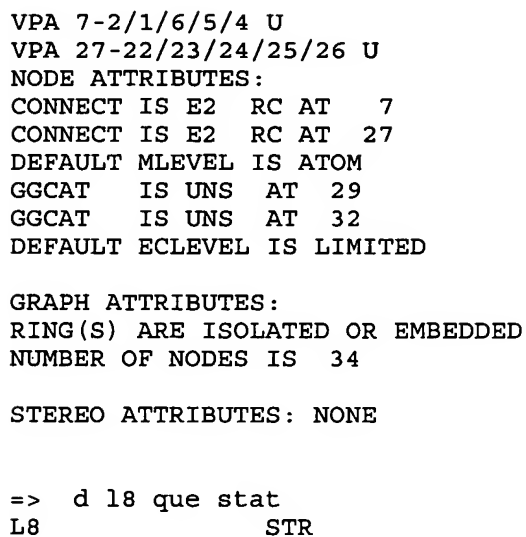 VPA 7-2/1/6/5/4 U
VPA 27-22/23/24/25/26 U
NODE ATTRIBUTES:
CONNECT IS E2 RC AT 7
CONNECT IS E2 RC AT 27
DEFAULT MLEVEL IS ATOM
GGCAT IS UNS AT 29
GGCAT IS UNS AT 32
DEFAULT ECLEVEL IS LIMITED
GRAPH ATTRIBUTES:
RING(S) ARE ISOLATED OR EMBEDDED
NUMBER OF NODES IS 34
STEREO ATTRIBUTES: NONE
=> d l8 que stat
L8 STR